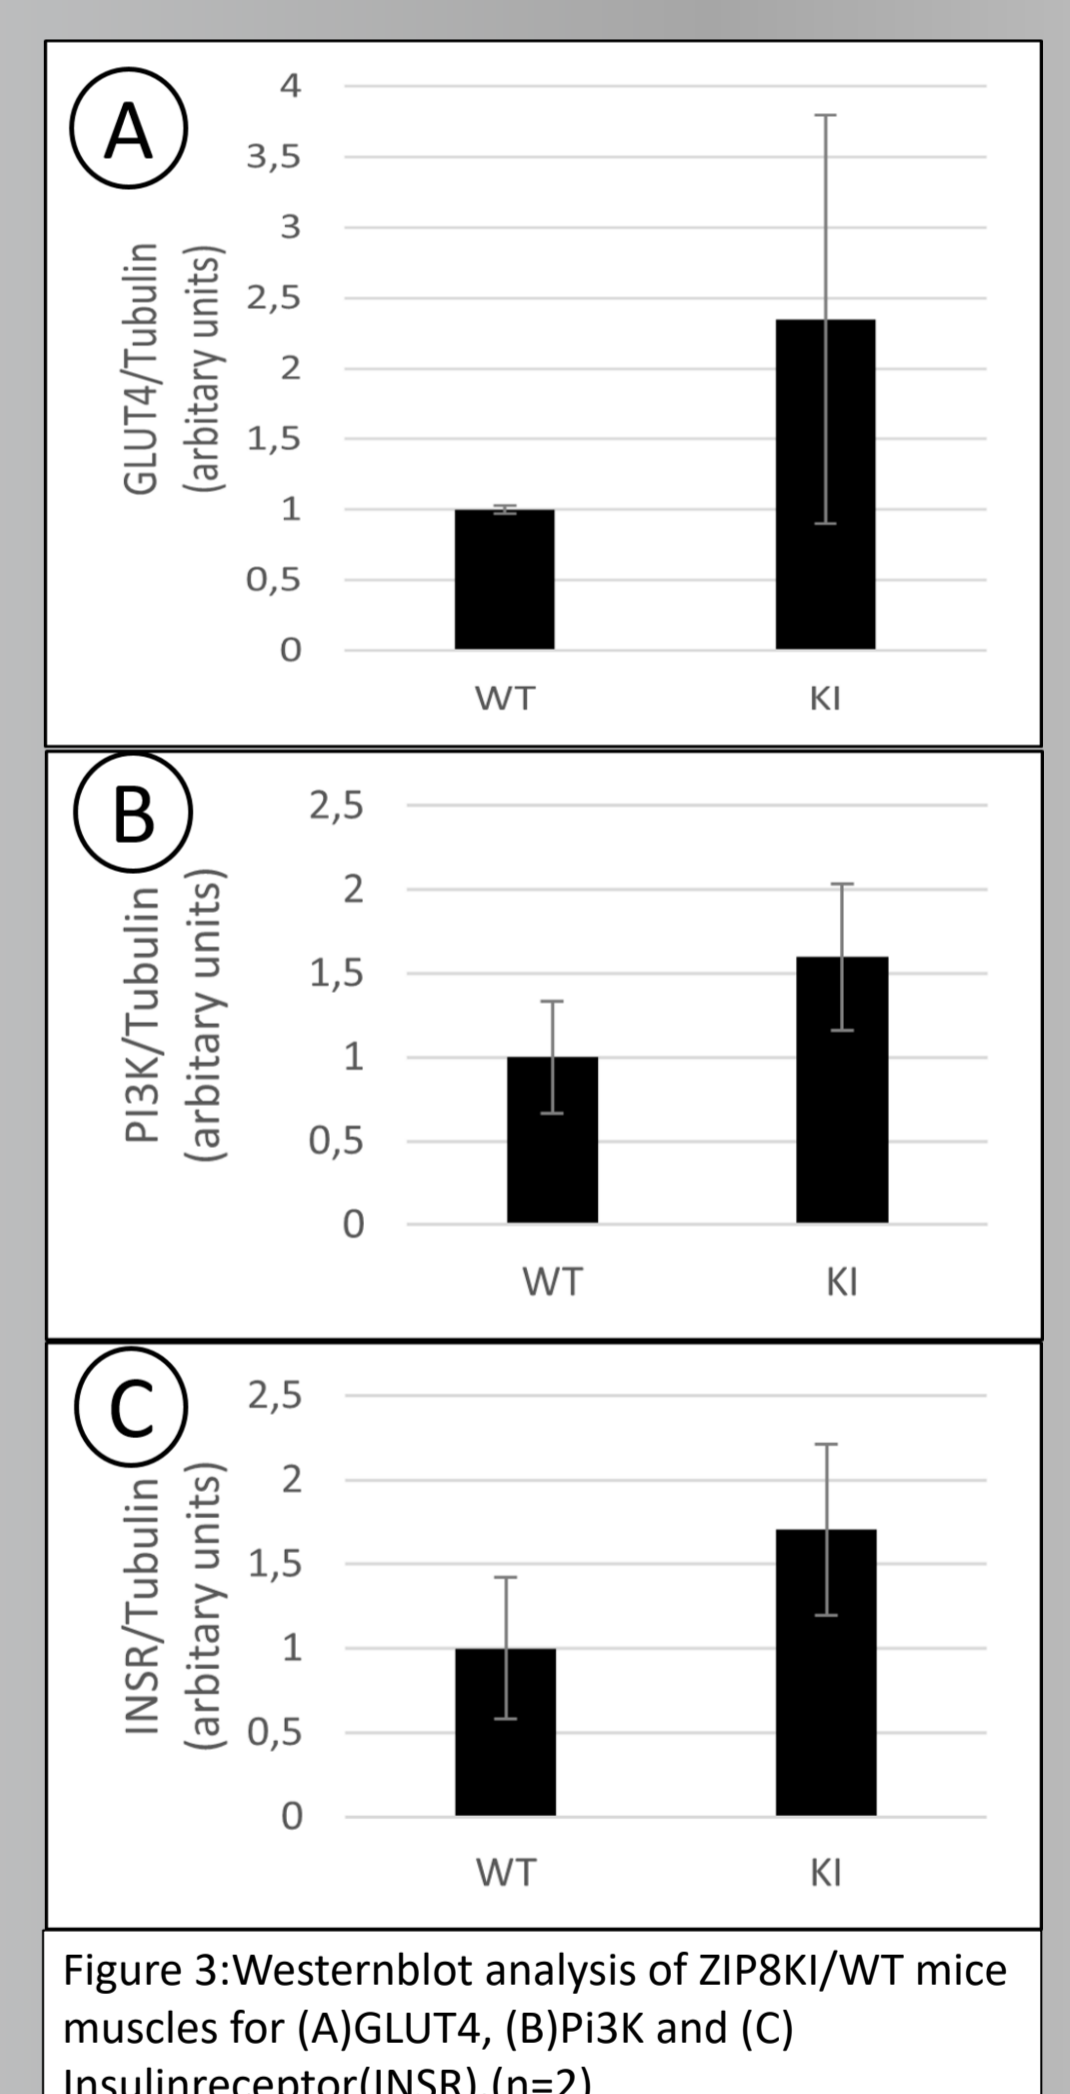 A
4
3,5
3
2,5
2
1,5
1
0,5
0
GLUT4/Tubulin
(arbitary units)
WT KI
B
2,5
2
1,5
1
0,5
0
PI3K/Tubulin
(arbitary units)
WT KI
C
2,5
2
1,5
1
0,5
0
INSR/Tubulin
(arbitary units)
WT KI
Figure 3:Westernblot analysis of ZIP8KI/WT mice
muscles for (A)GLUT4, (B)Pi3K and (C)
Insulinreceptor(INSR).(n=2)